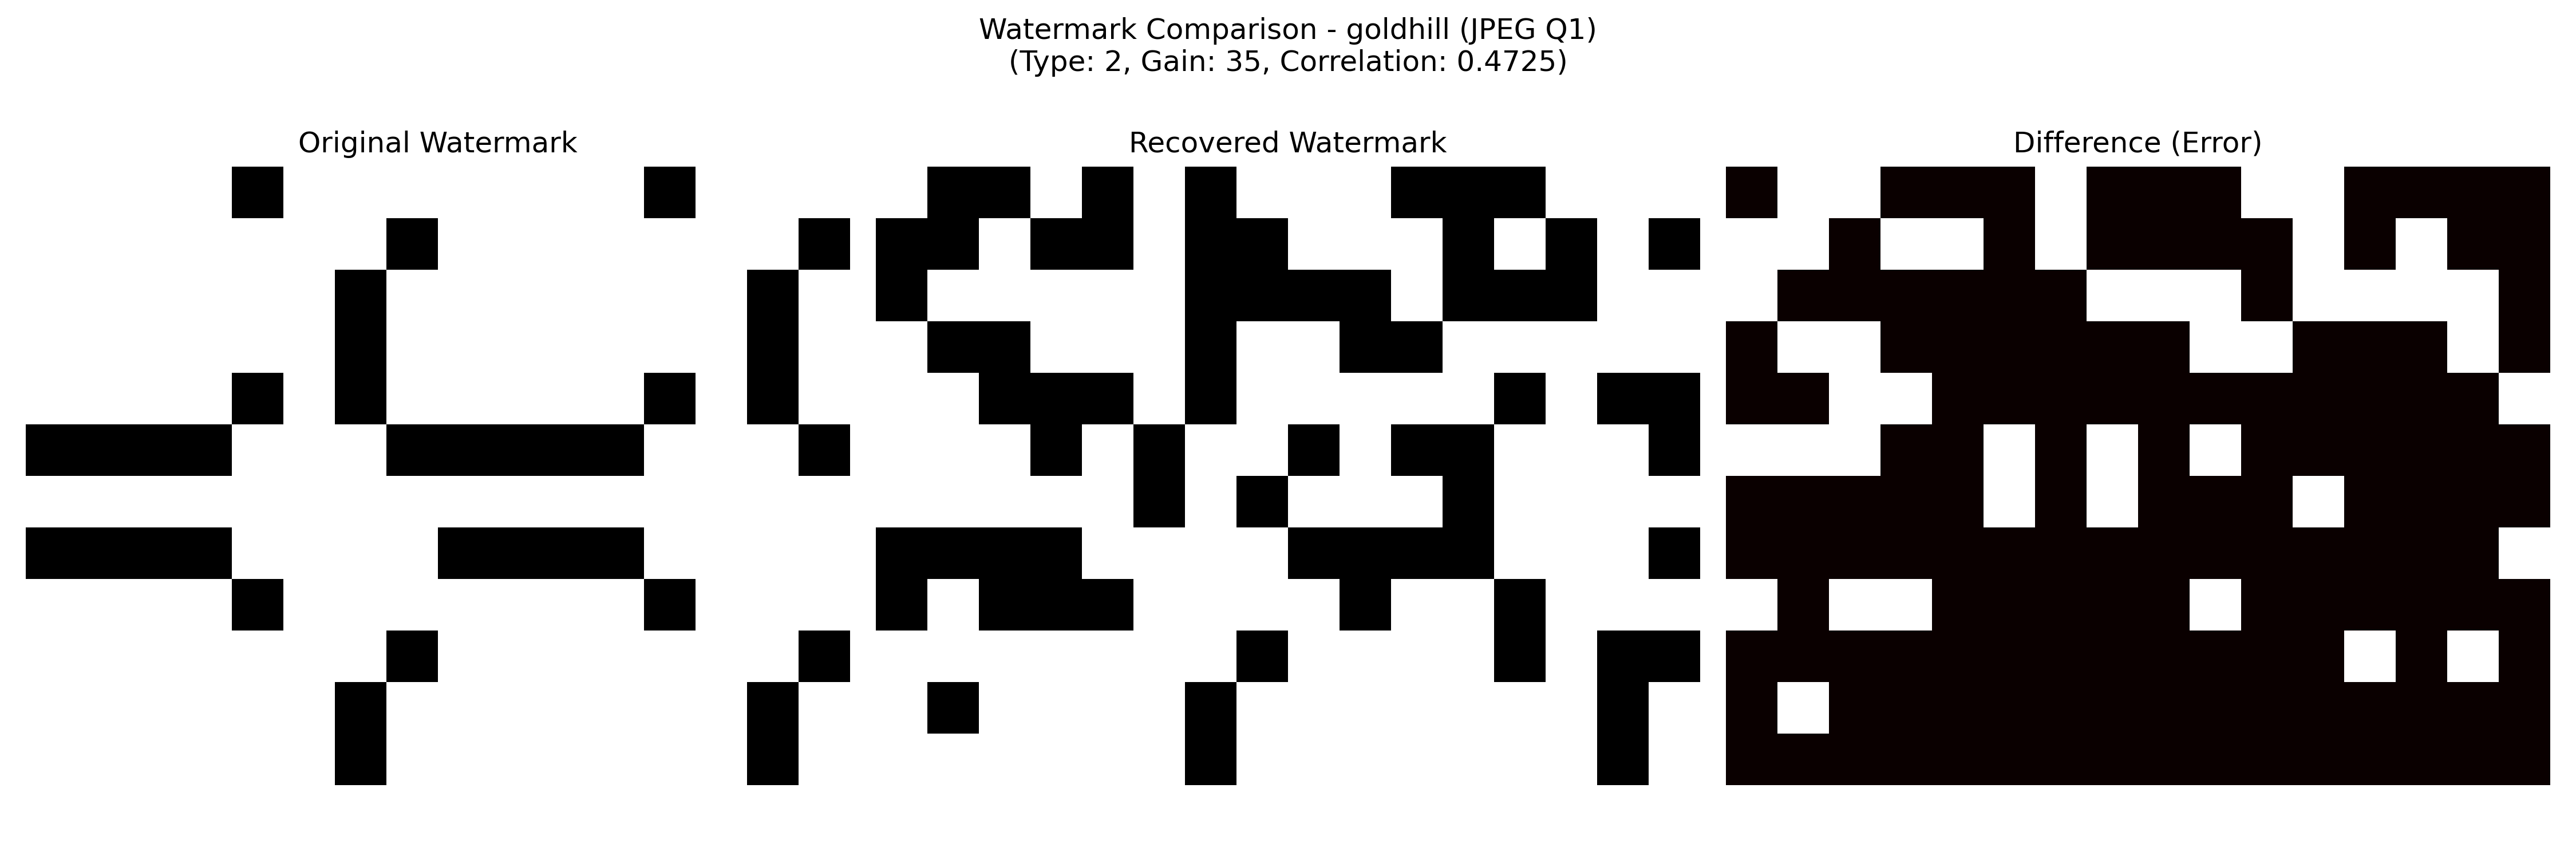 Watermark Comparison - goldhill (JPEG Q1)
(Type: 2, Gain: 35, Correlation: 0.4725)
Original Watermark
Recovered Watermark
Difference (Error)